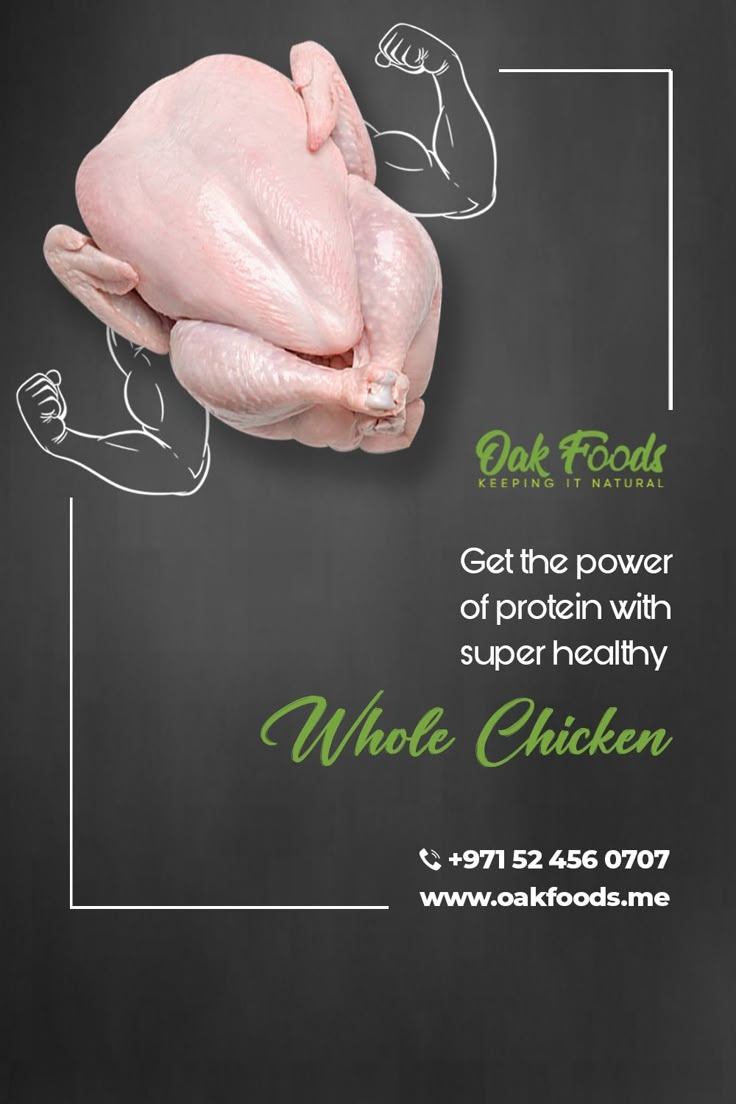 Oak Foods
KEEPING IT NATURAL
Get the power
of protein with
super healthy
Whole Chicken
+971 52 456 0707
www.oakfoods.me